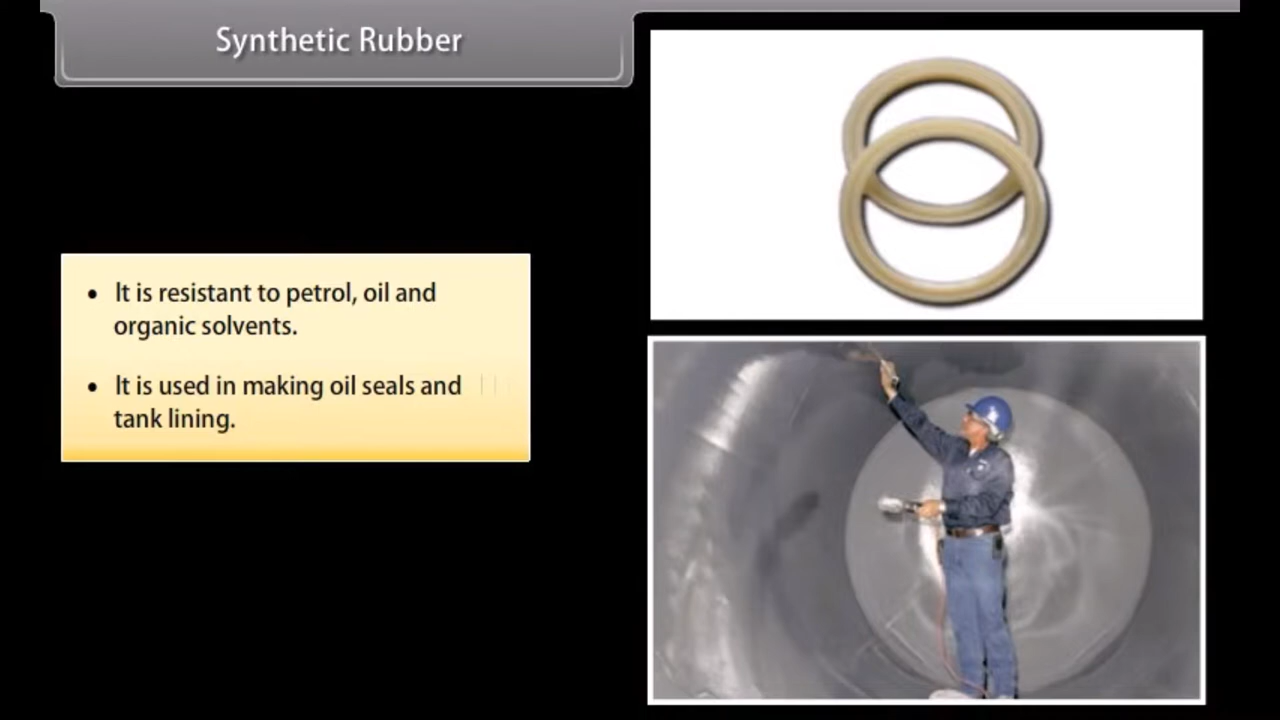 Synthetic Rubber
• It is resistant to petrol, oil and
organic solvents.
• It is used in making oil seals and
tank lining.